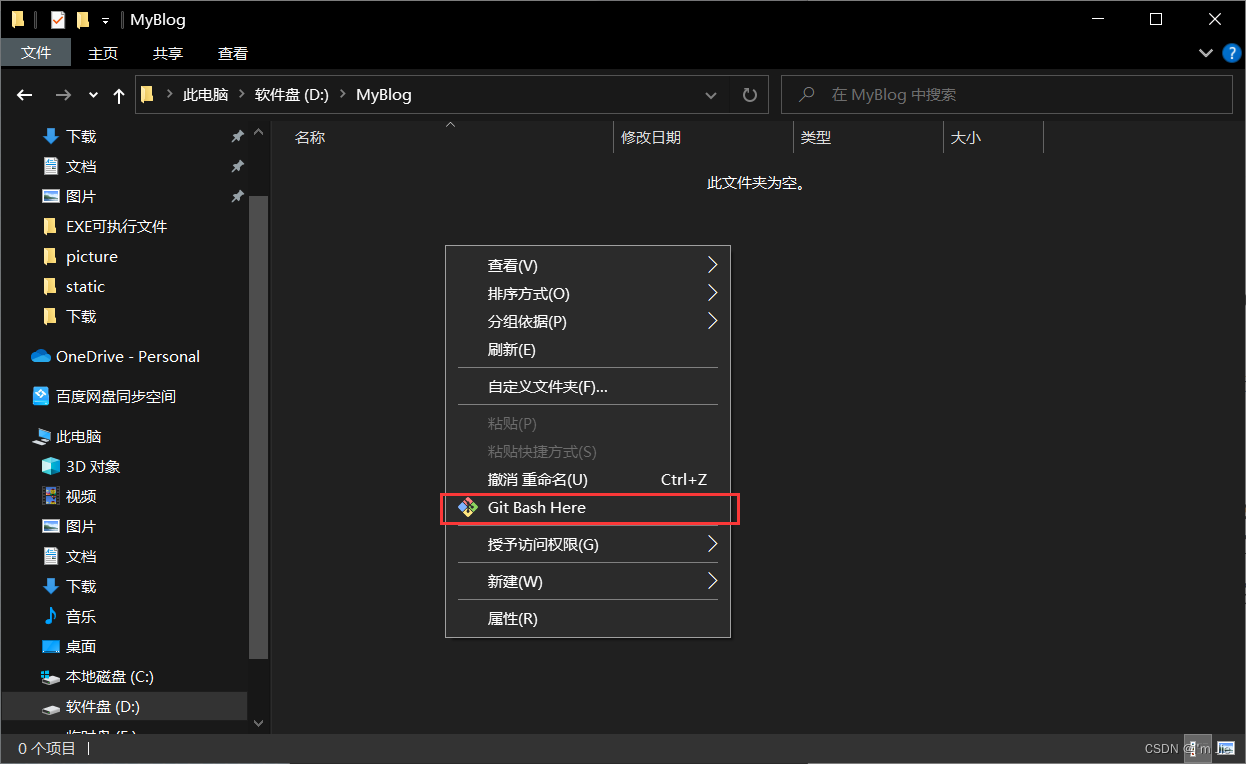 MyBlog
文件 主页 共享 查看
此电脑 软件盘 (D:) MyBlog 在 MyBlog 中搜索
名称 修改日期 类型 大小
此文件夹为空。
下载
文档
图片
EXE可执行文件
picture
static
下载
OneDrive - Personal
百度网盘同步空间
此电脑
3D 对象
视频
图片
文档
下载
音乐
桌面
本地磁盘 (C:)
软件盘 (D:)
查看(V)
排序方式(O)
分组依据(P)
刷新(E)
自定义文件夹(F)...
粘贴(P)
粘贴快捷方式(S)
撤消 重命名(U) Ctrl+Z
Git Bash Here
授予访问权限(G)
新建(W)
属性(R)
0 个项目
CSDN @I'm Jie